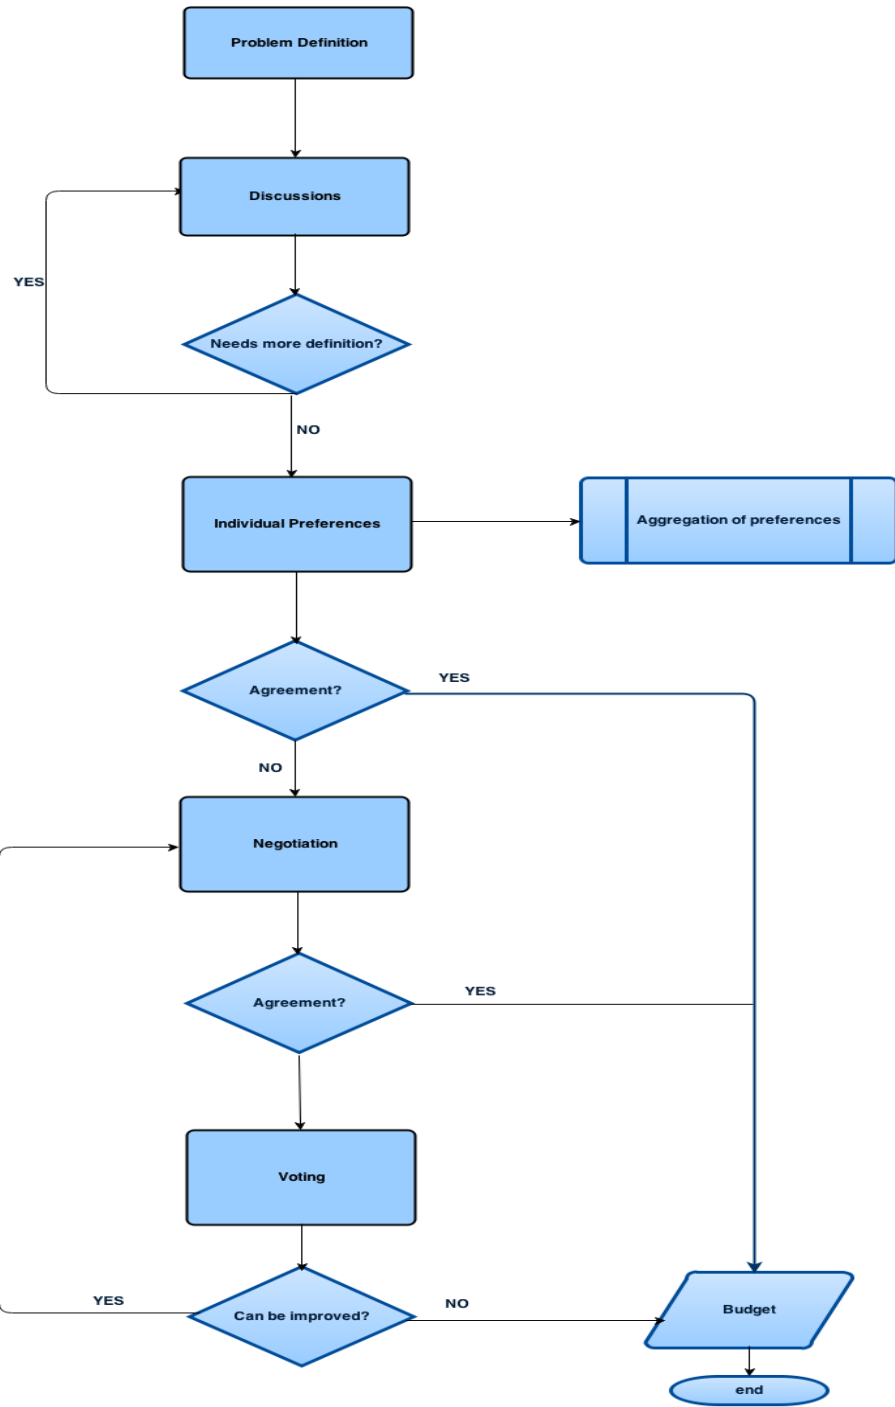 Problem Definition
Discussions
YES
Needs more definition?
NO
Individual Preferences
Aggregation of preferences
Agreement?
YES
NO
Negotiation
Agreement?
YES
Voting
YES
Can be improved?
NO
Budget
end